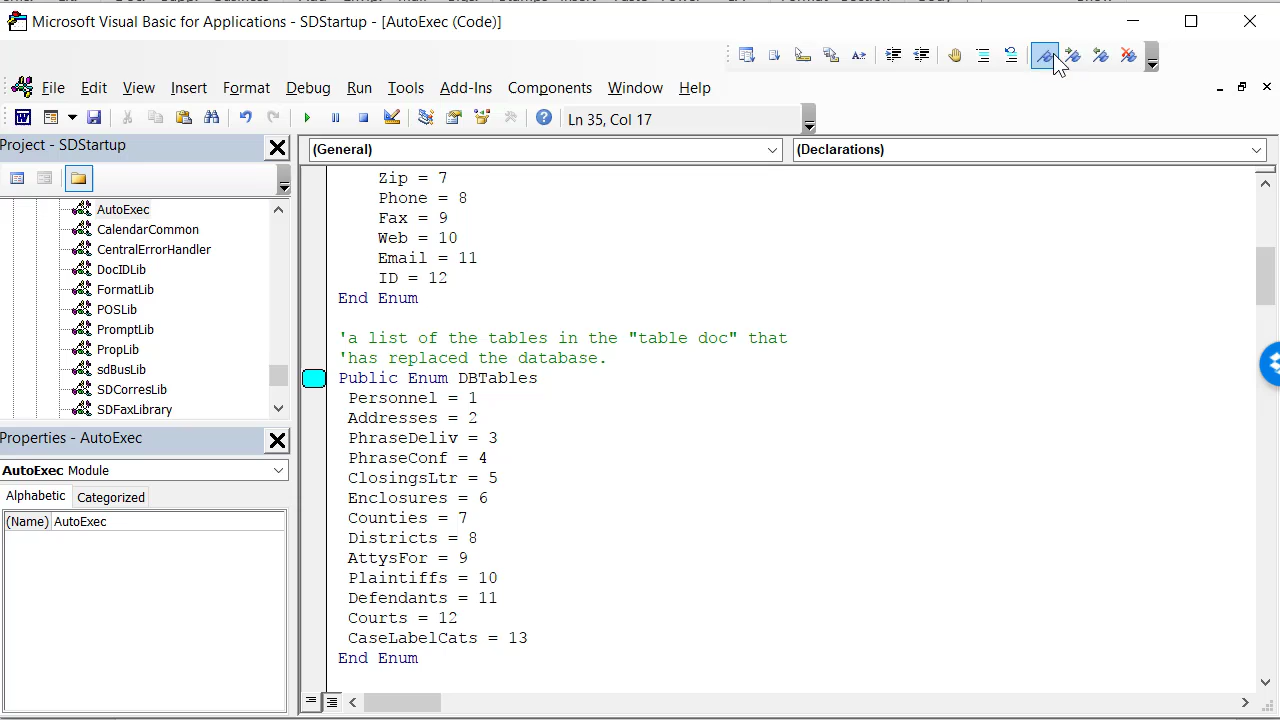 Microsoft Visual Basic for Applications - SDStartup - [AutoExec (Code)]
File Edit View Insert Format Debug Run Tools Add-Ins Components Window Help
Ln 35, Col 17
Project - SDStartup
(General)
(Declarations)
AutoExec
CalendarCommon
CentralErrorHandler
DocIDLib
FormatLib
POSLib
PromptLib
PropLib
sdBusLib
SDCorresLib
SDFaxLibrary
Properties - AutoExec
AutoExec Module
Alphabetic Categorized
(Name) AutoExec
Zip = 7
Phone = 8
Fax = 9
Web = 10
Email = 11
ID = 12
End Enum
'a list of the tables in the "table doc" that
'has replaced the database.
Public Enum DBTables
Personnel = 1
Addresses = 2
PhraseDeliv = 3
PhraseConf = 4
ClosingsLtr = 5
Enclosures = 6
Counties = 7
Districts = 8
AttysFor = 9
Plaintiffs = 10
Defendants = 11
Courts = 12
CaseLabelCats = 13
End Enum